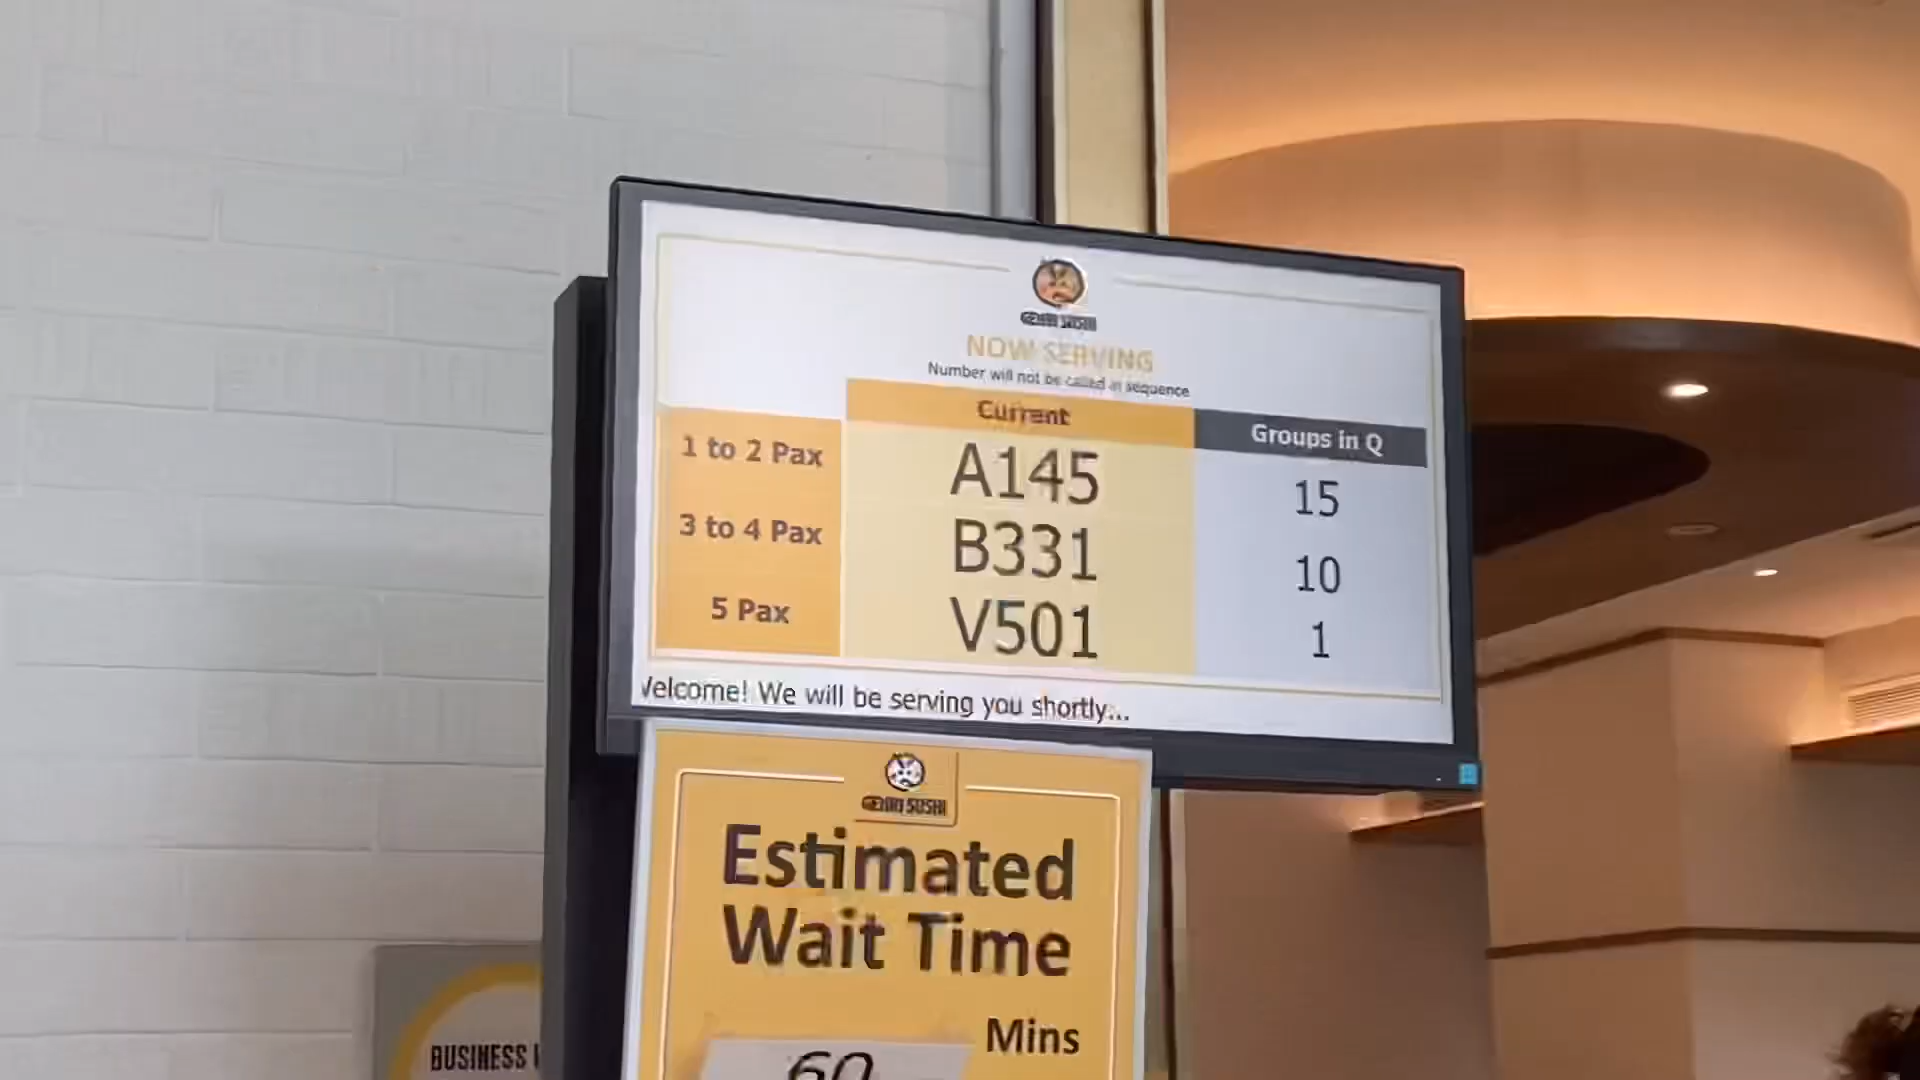 GENKI SUSHI
NOW SERVING
Number will not be called in sequence
Current
Groups in Q
1 to 2 Pax
A145
15
3 to 4 Pax
B331
10
5 Pax
V501
1
Welcome! We will be serving you shortly...
GENKI SUSHI
Estimated
Wait Time
Mins
60
BUSINESS